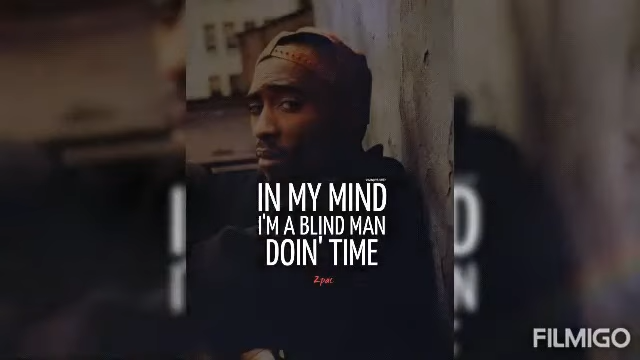 IN MY MIND
I'M A BLIND MAN
DOIN' TIME
2pac
FILMIGO